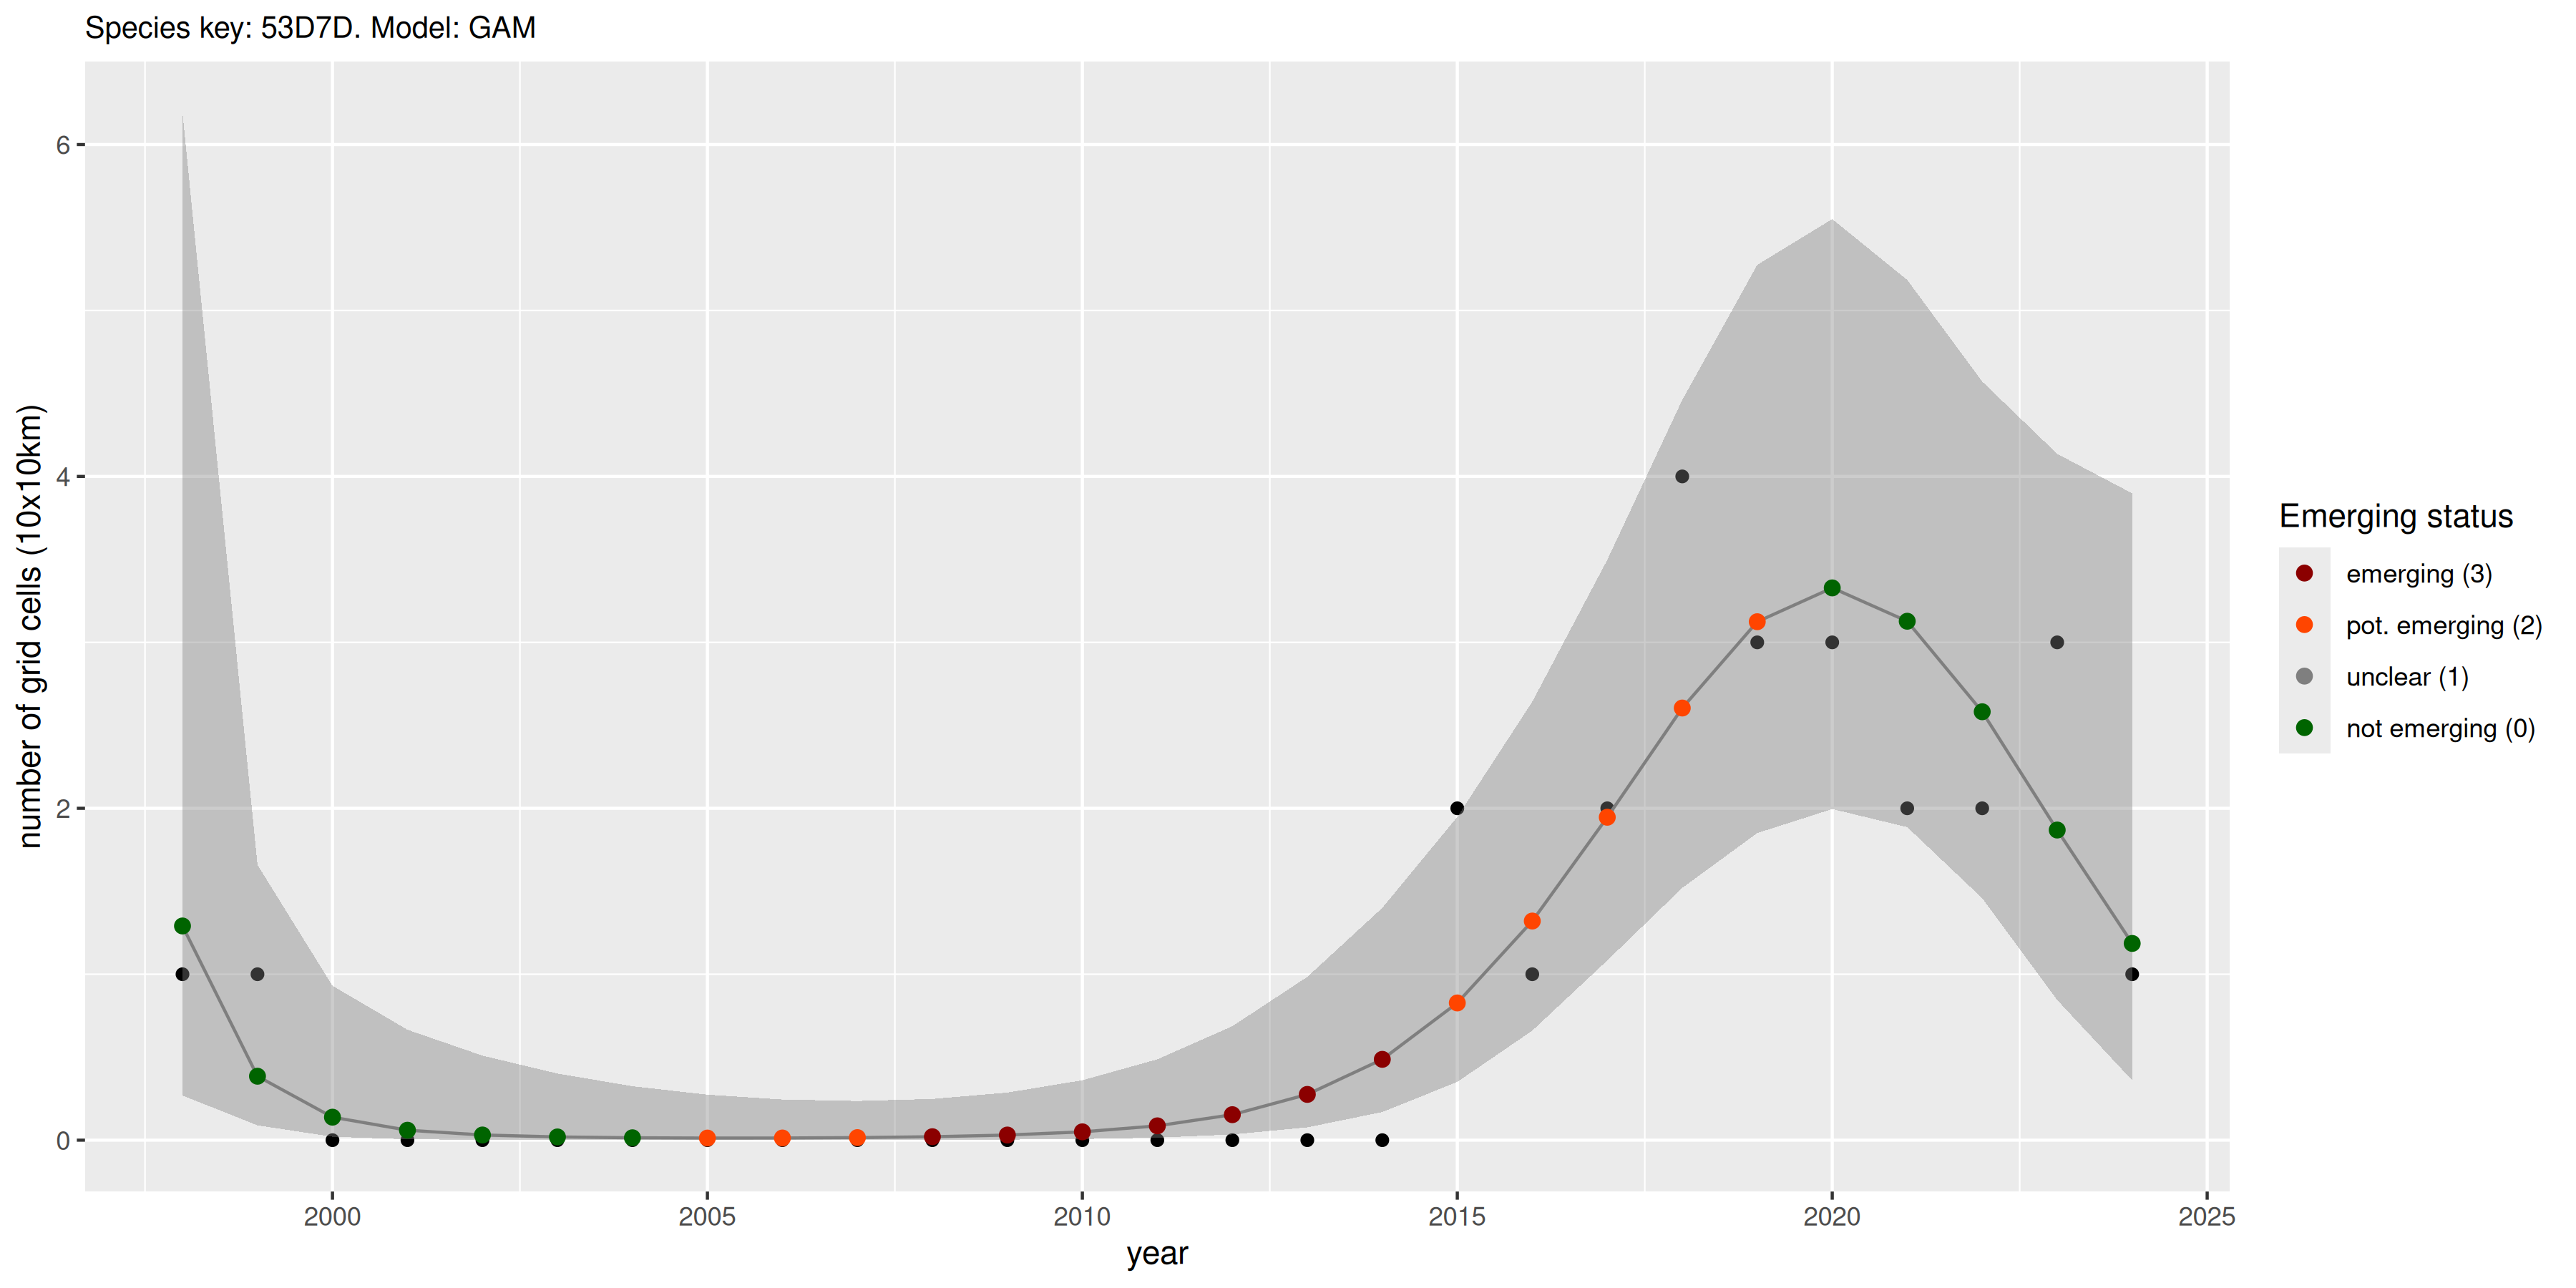 Species key: 53D7D. Model: GAM
number of grid cells (10x10km)
6
4
2
0
2000
2005
2010
2015
2020
2025
year
Emerging status
emerging (3)
pot. emerging (2)
unclear (1)
not emerging (0)